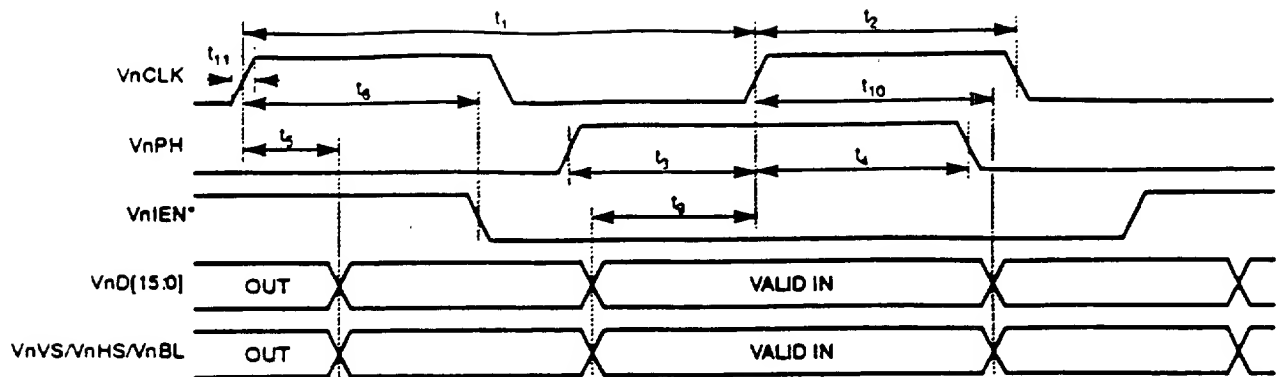 t1
t2
t11
VnCLK
t6
t10
t5
VnPH
t3
t4
VnIEN*
t9
VnD[15:0]
OUT
VALID IN
VnVS/VnHS/VnBL
OUT
VALID IN